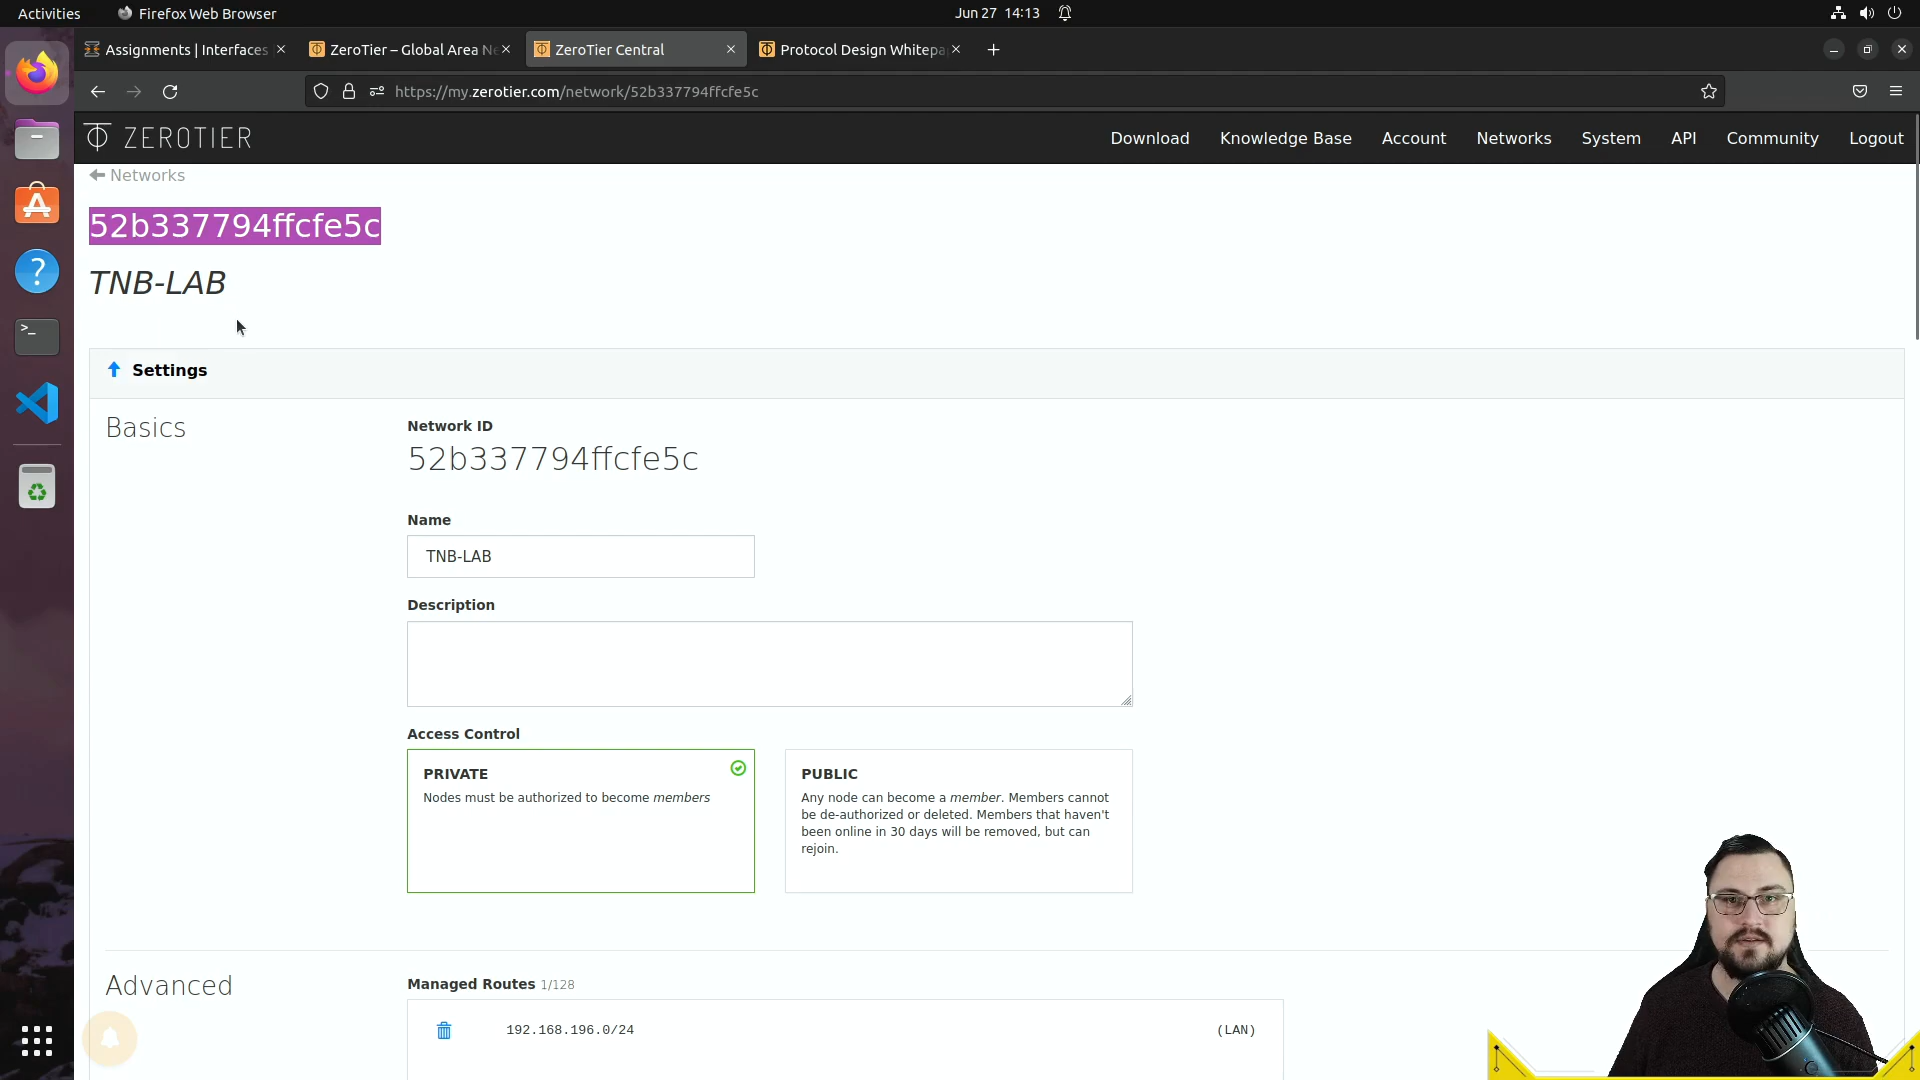 Activities
Firefox Web Browser
Jun 27 14:13
Assignments | Interfaces
ZeroTier – Global Area Ne
ZeroTier Central
Protocol Design Whitepa
https://my.zerotier.com/network/52b337794ffcfe5c
ZEROTIER
Download
Knowledge Base
Account
Networks
System
API
Community
Logout
Networks
52b337794ffcfe5c
TNB-LAB
Settings
Basics
Network ID
52b337794ffcfe5c
Name
TNB-LAB
Description
Access Control
PRIVATE
Nodes must be authorized to become members
PUBLIC
Any node can become a member. Members cannot
be de-authorized or deleted. Members that haven't
been online in 30 days will be removed, but can
rejoin.
Advanced
Managed Routes 1/128
192.168.196.0/24
(LAN)